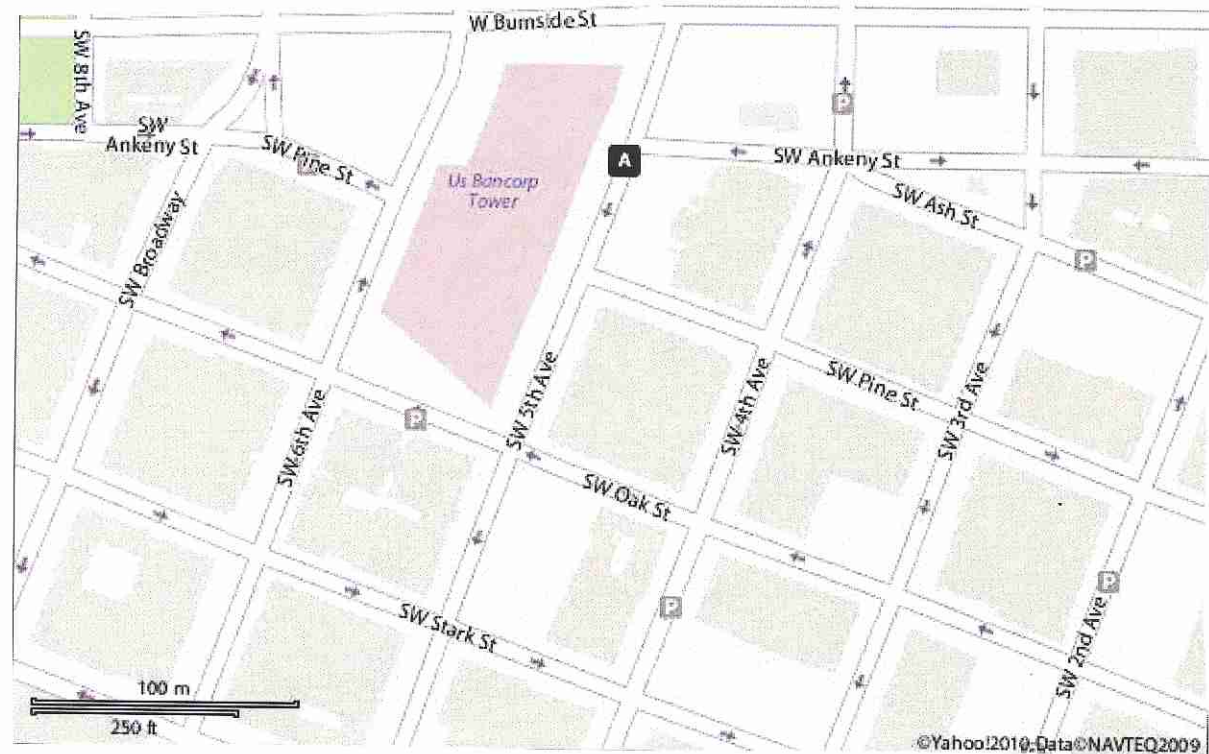 W Burnside St
SW 8th Ave
SW
Ankeny St
SW Pine St
P
Us Bancorp
Tower
A
P
SW Ankeny St
SW Ash St
P
SW Broadway
SW 6th Ave
P
SW 5th Ave
SW 4th Ave
SW Pine St
SW 3rd Ave
SW Oak St
P
SW Stark St
P
SW 2nd Ave
100 m
250 ft
©Yahoo!2010,Data©NAVTEQ2009